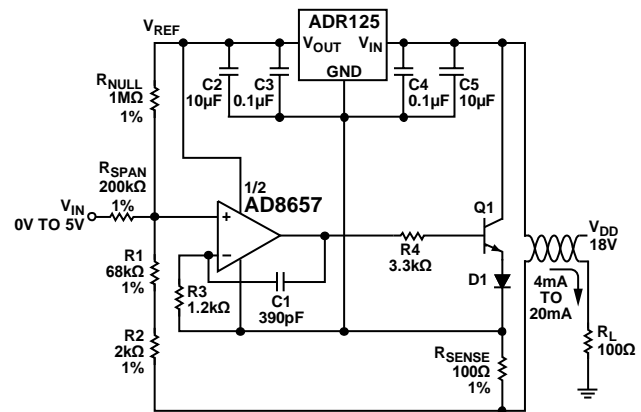 ADR125
VREF
VOUT
VIN
GND
RNULL
1MΩ
1%
C2
10µF
C3
0.1µF
C4
0.1µF
C5
10µF
RSPAN
200kΩ
1%
1/2
AD8657
VIN
0V TO 5V
+
–
Q1
VDD
18V
R1
68kΩ
1%
R4
3.3kΩ
D1
4mA
TO
20mA
R3
1.2kΩ
C1
390pF
R2
2kΩ
1%
RSENSE
100Ω
1%
RL
100Ω